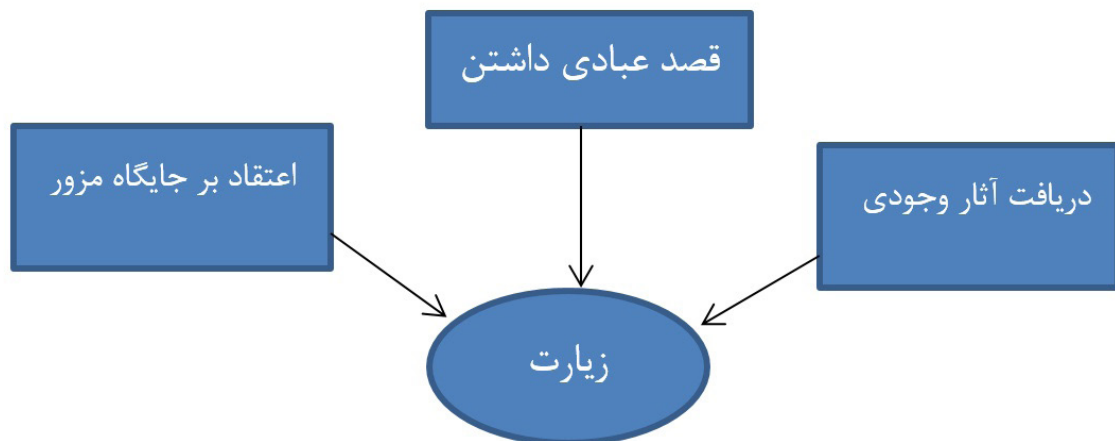 قصد عبادی داشتن
دریافت آثار وجودی
اعتقاد بر جایگاه مزور
زیارت